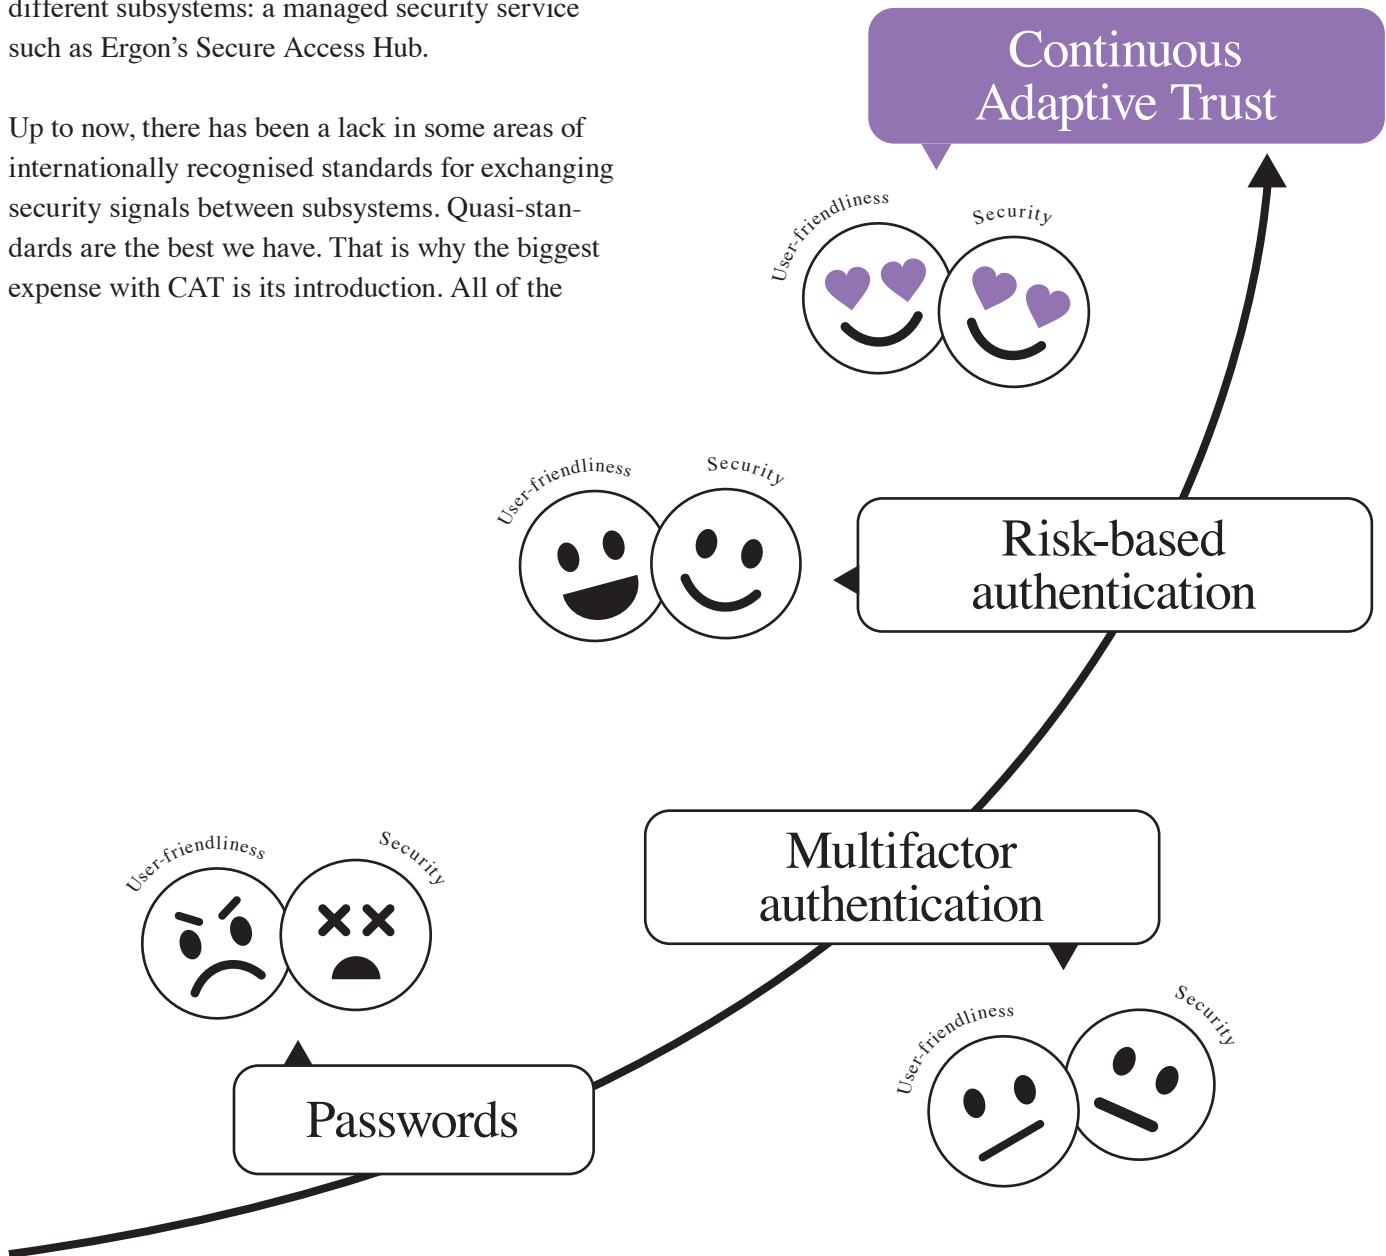 different subsystems: a managed security service
such as Ergon’s Secure Access Hub.
Up to now, there has been a lack in some areas of
internationally recognised standards for exchanging
security signals between subsystems. Quasi-stan-
dards are the best we have. That is why the biggest
expense with CAT is its introduction. All of the
Continuous
Adaptive Trust
User-friendliness
Security
User-friendliness
Security
Risk-based
authentication
Multifactor
authentication
User-friendliness
Security
Passwords
User-friendliness
Security